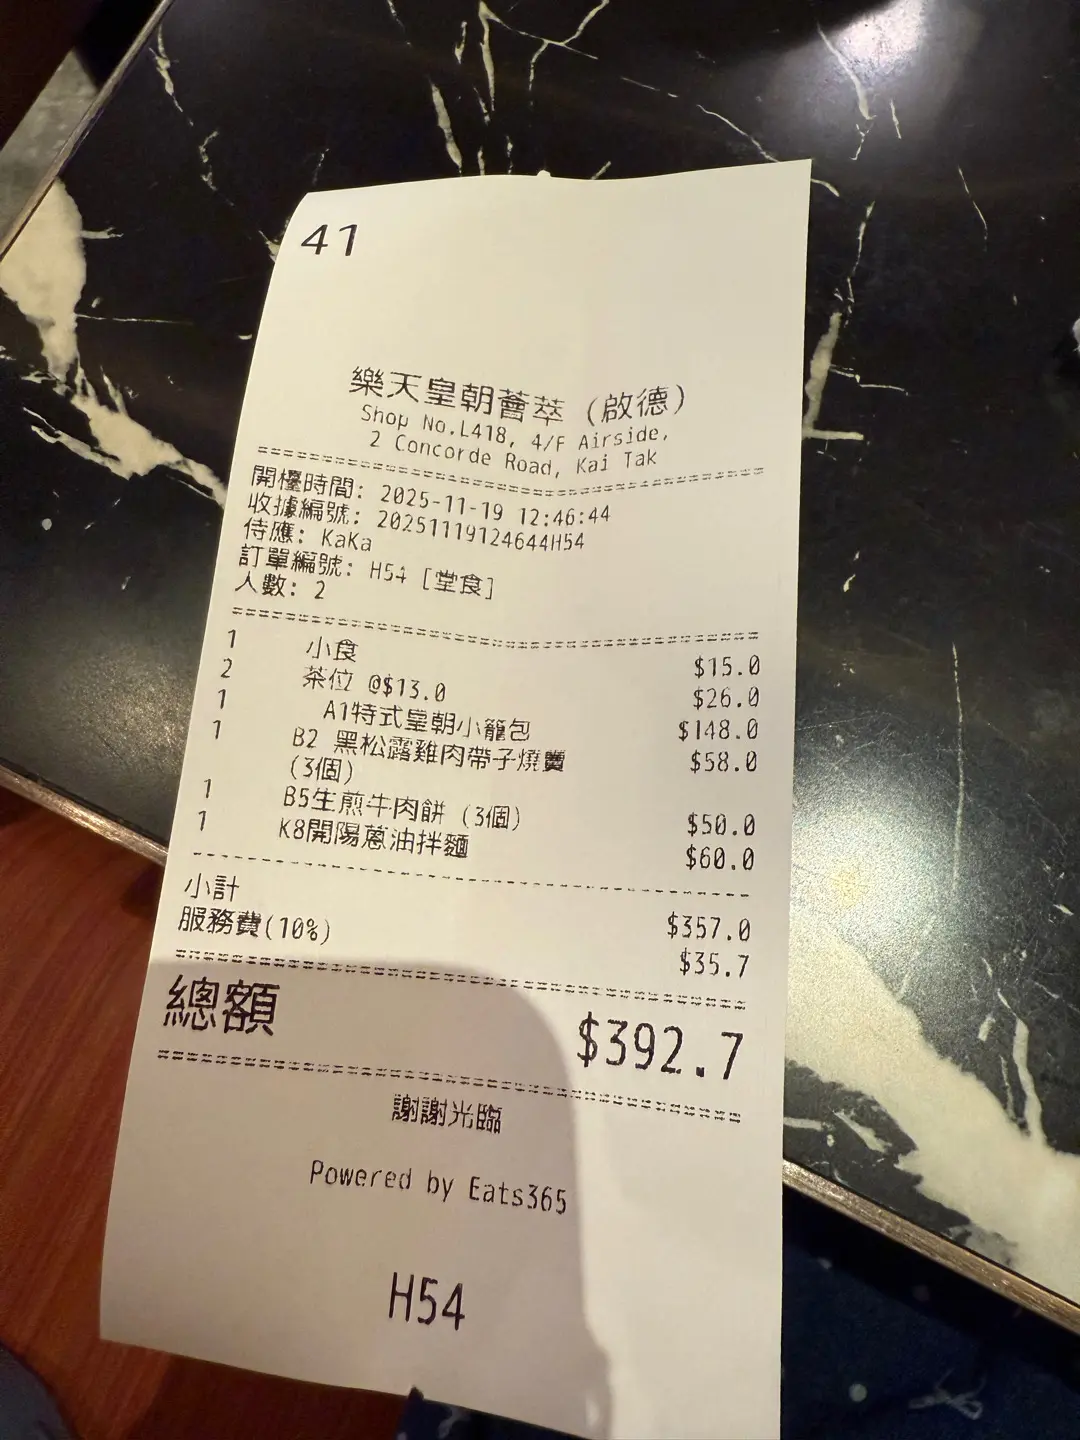 41
樂天皇朝薈萃 (啟德)
Shop No.L418, 4/F Airside,
2 Concorde Road, Kai Tak
開檯時間: 2025-11-19 12:46:44
收據編號: 20251119124644H54
侍應: KaKa
訂單編號: H54 [堂食]
人數: 2
1 小食 $15.0
2 茶位 @$13.0 $26.0
1 A1特式皇朝小籠包 $148.0
1 B2 黑松露雞肉帶子燒賣 $58.0
(3個)
1 B5生煎牛肉餅 (3個) $50.0
1 K8開陽蔥油拌麵 $60.0
小計 $357.0
服務費(10%) $35.7
總額 $392.7
謝謝光臨
Powered by Eats365
H54